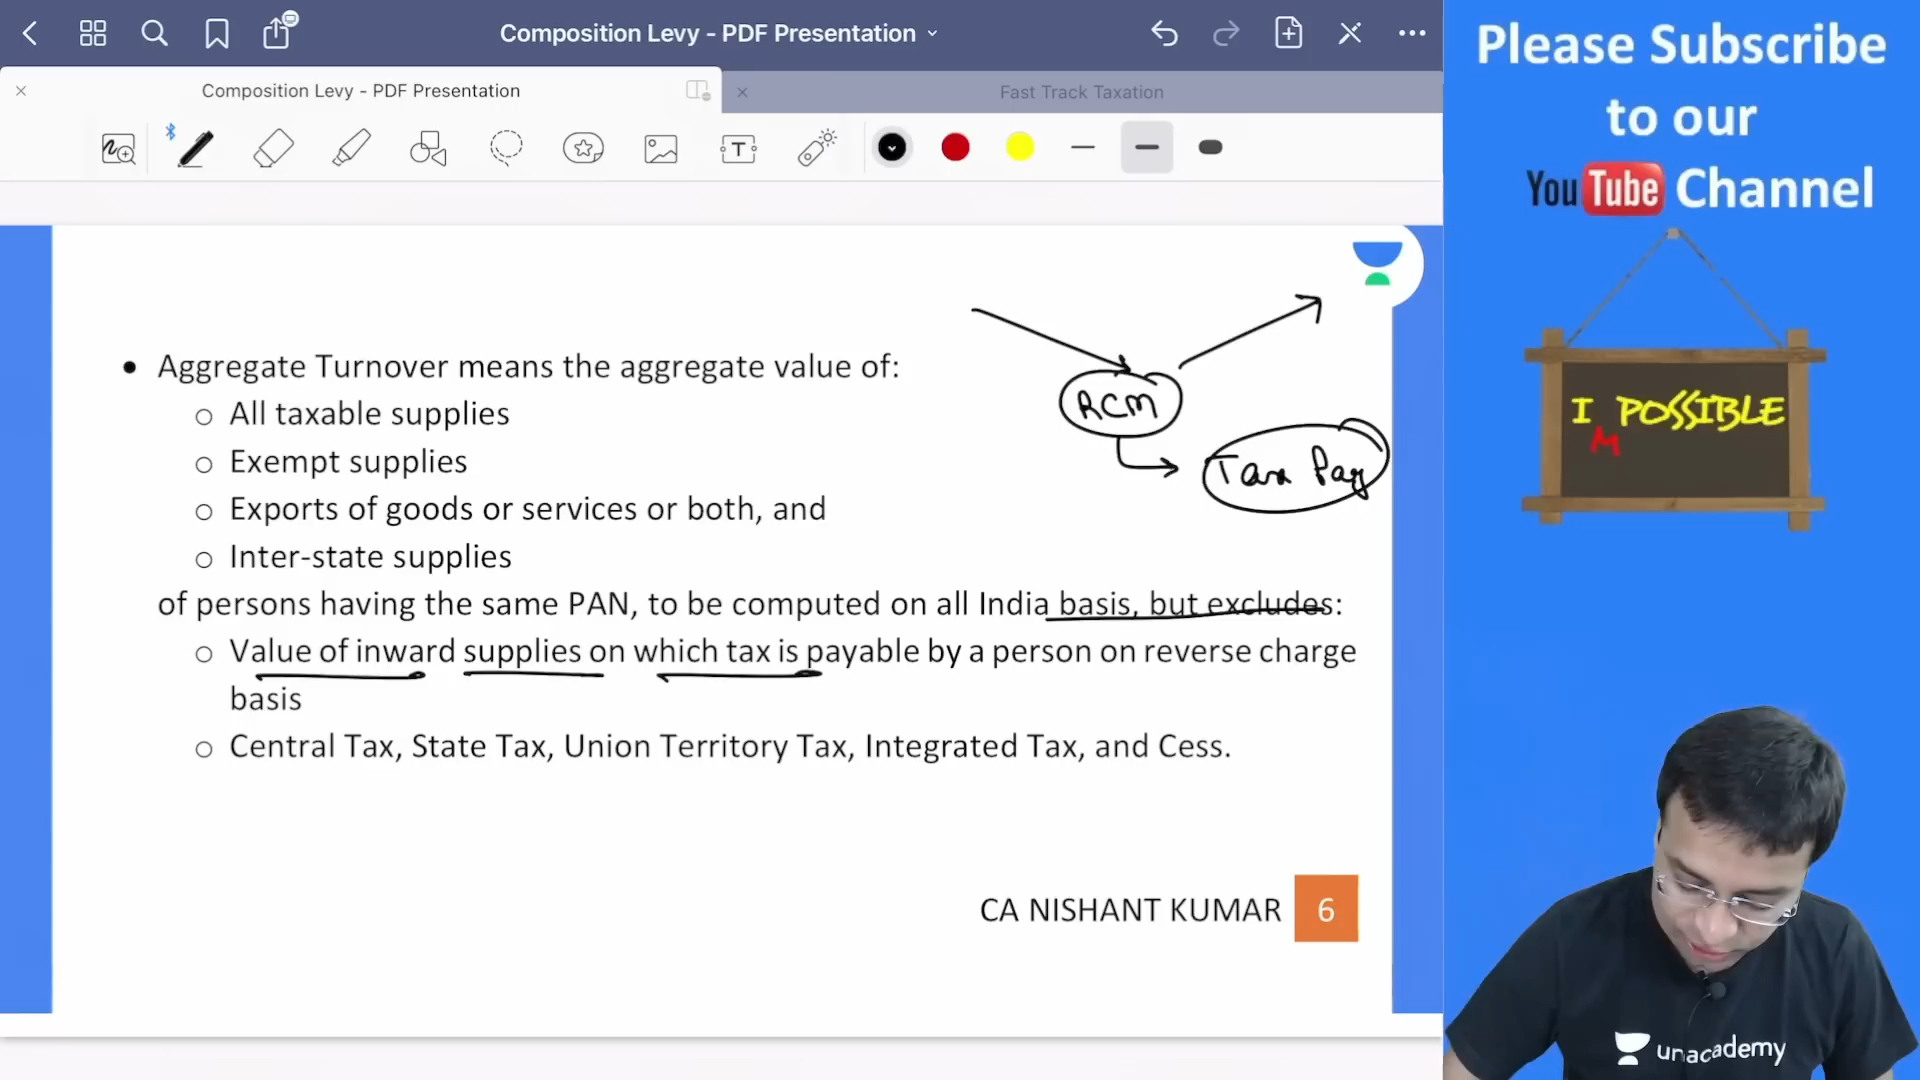 Composition Levy - PDF Presentation
Please Subscribe
to our
YouTube Channel
Composition Levy - PDF Presentation
Fast Track Taxation
T
RCM
Tax Pay
• Aggregate Turnover means the aggregate value of:
○ All taxable supplies
○ Exempt supplies
○ Exports of goods or services or both, and
○ Inter-state supplies
of persons having the same PAN, to be computed on all India basis, but excludes:
○ Value of inward supplies on which tax is payable by a person on reverse charge
basis
○ Central Tax, State Tax, Union Territory Tax, Integrated Tax, and Cess.
CA NISHANT KUMAR 6
I POSSIBLE
M
unacademy